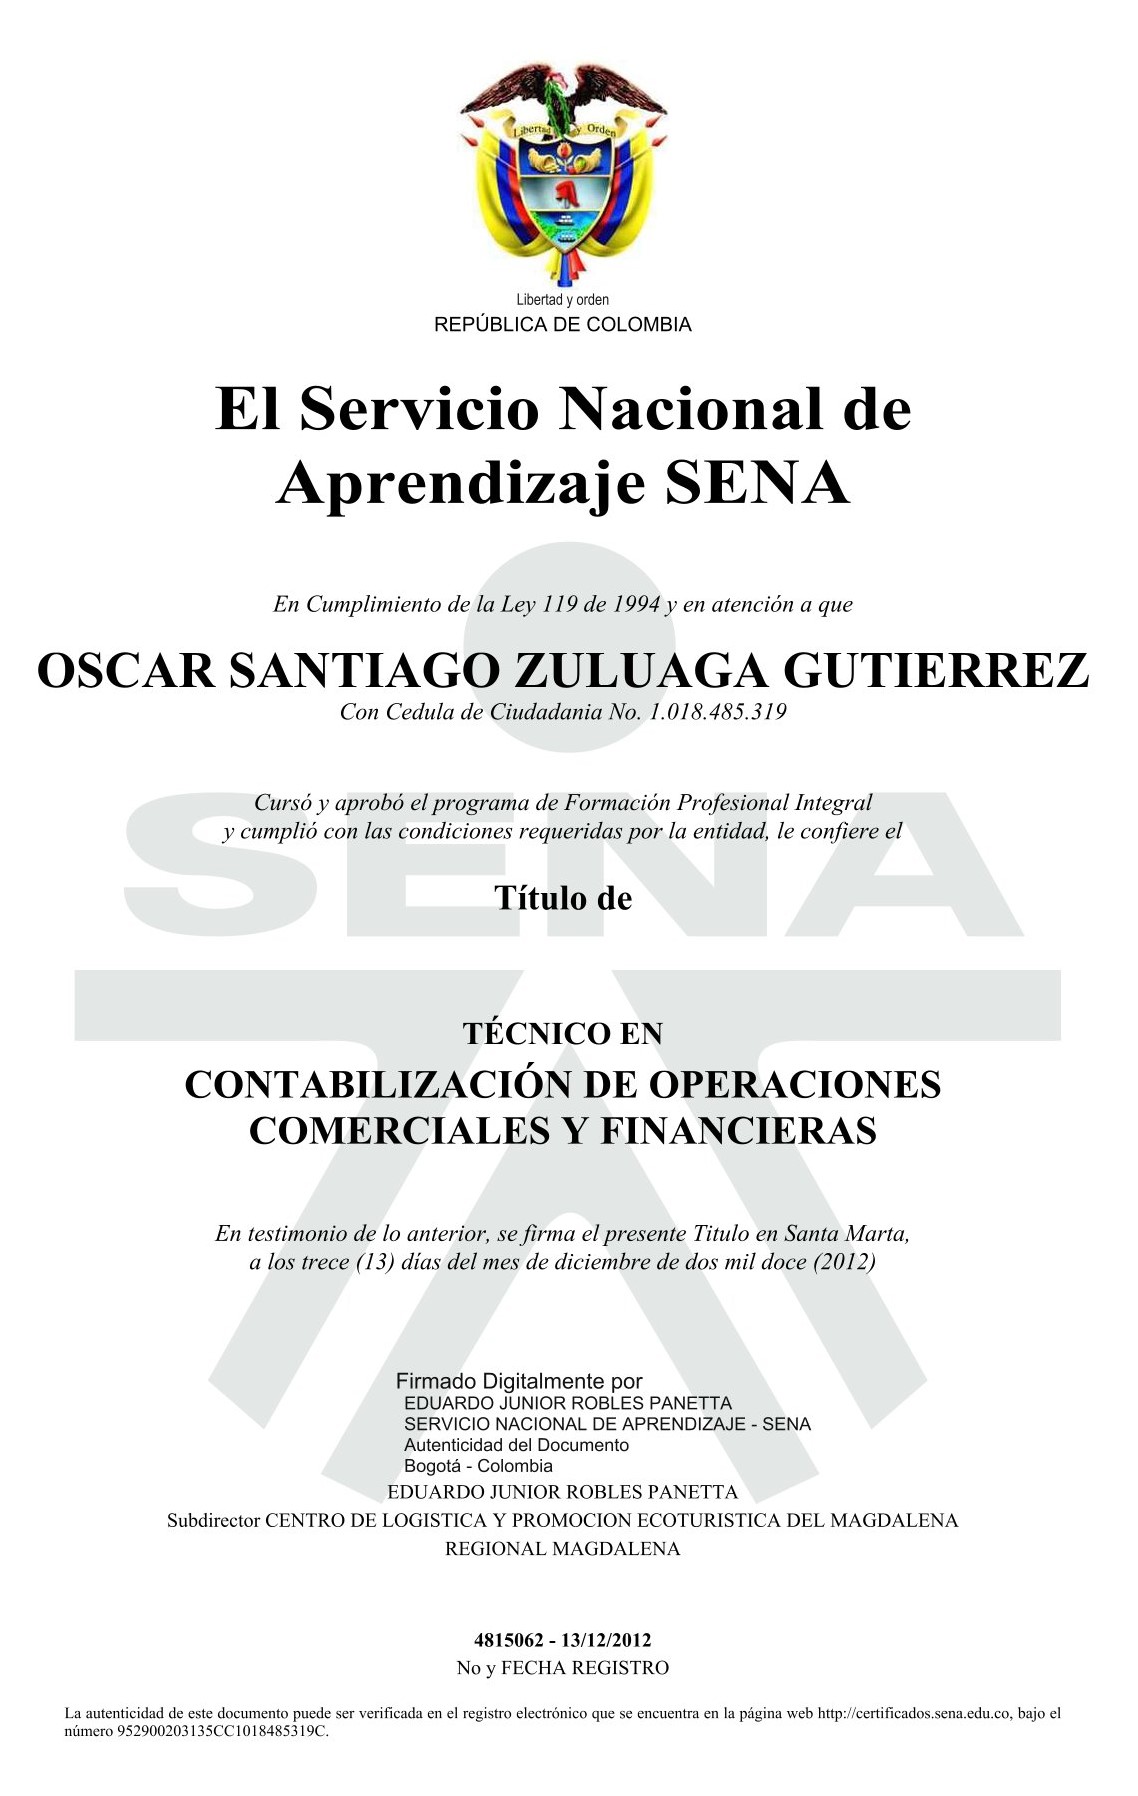 Libertad y Orden
Libertad y orden
REPÚBLICA DE COLOMBIA
El Servicio Nacional de
Aprendizaje SENA
En Cumplimiento de la Ley 119 de 1994 y en atención a que
OSCAR SANTIAGO ZULUAGA GUTIERREZ
Con Cedula de Ciudadania No. 1.018.485.319
Cursó y aprobó el programa de Formación Profesional Integral
y cumplió con las condiciones requeridas por la entidad, le confiere el
SENA
Título de
TÉCNICO EN
CONTABILIZACIÓN DE OPERACIONES
COMERCIALES Y FINANCIERAS
En testimonio de lo anterior, se firma el presente Titulo en Santa Marta,
a los trece (13) días del mes de diciembre de dos mil doce (2012)
Firmado Digitalmente por
EDUARDO JUNIOR ROBLES PANETTA
SERVICIO NACIONAL DE APRENDIZAJE - SENA
Autenticidad del Documento
Bogotá - Colombia
EDUARDO JUNIOR ROBLES PANETTA
Subdirector CENTRO DE LOGISTICA Y PROMOCION ECOTURISTICA DEL MAGDALENA
REGIONAL MAGDALENA
4815062 - 13/12/2012
No y FECHA REGISTRO
La autenticidad de este documento puede ser verificada en el registro electrónico que se encuentra en la página web http://certificados.sena.edu.co, bajo el
número 952900203135CC1018485319C.